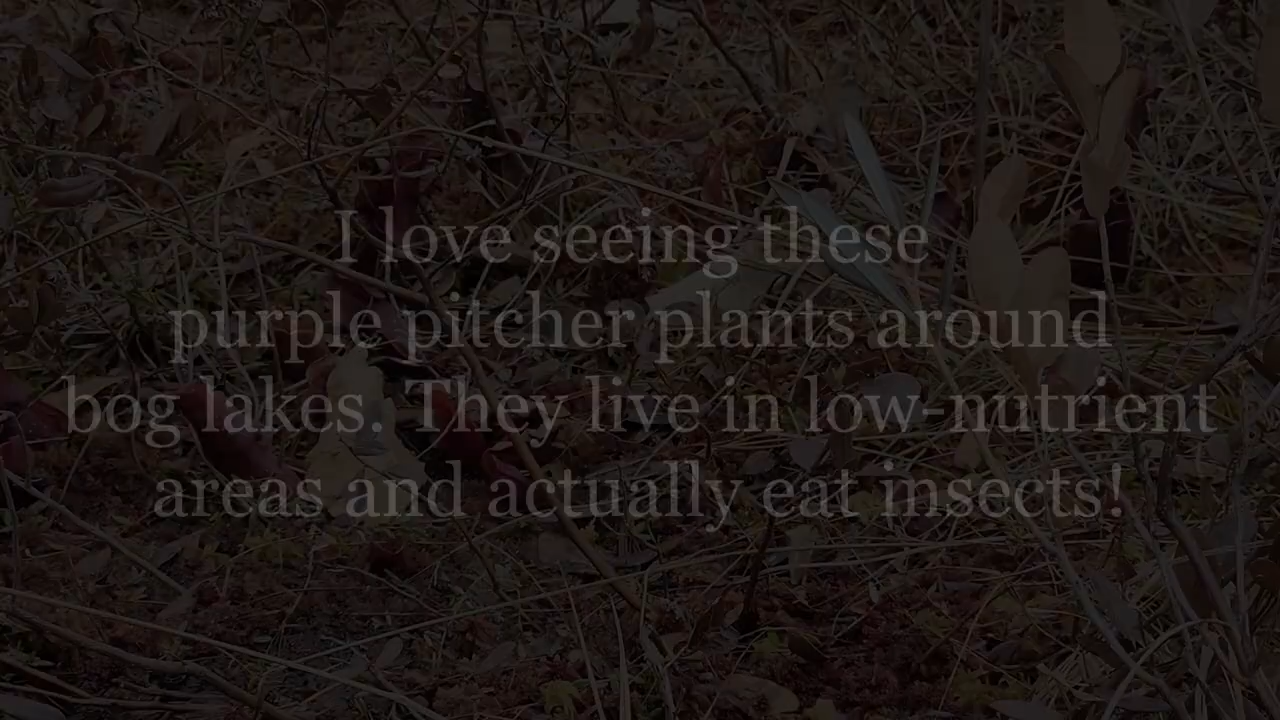 I love seeing these
purple pitcher plants around
bog lakes. They live in low-nutrient
areas and actually eat insects!